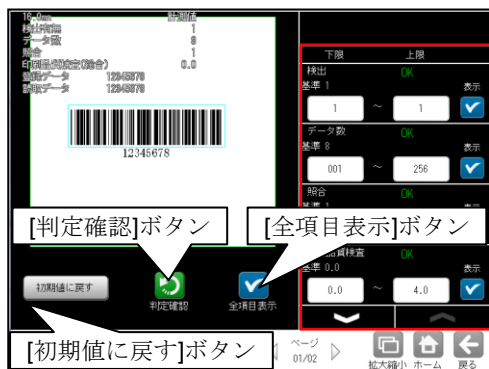 16.0ms 計測値
検出有無 1
データ数 8
照合 1
印刷品質検査(総合) 0.0
登録データ 12345678
読取データ 12345678
12345678
下限 上限
検出 OK
基準 1 表示
1 ~ 1
データ数 OK
基準 8 表示
001 ~ 256
照合 OK
[判定確認]ボタン
[全項目表示]ボタン
OK
基準 0.0 表示
0.0 ~ 4.0
初期値に戻す
判定確認
全項目表示
[初期値に戻す]ボタン
ページ
01/02
拡大縮小 ホーム 戻る